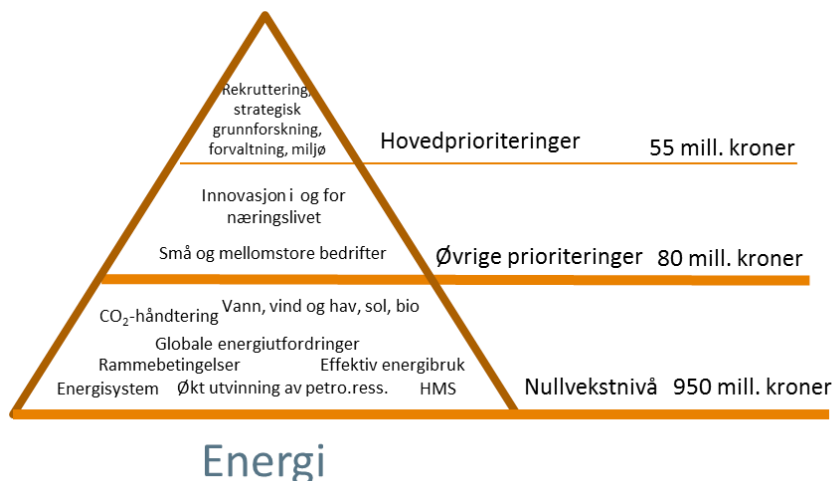 Rekruttering,
strategisk
grunnforskning,
forvaltning, miljø
Hovedprioriteringer 55 mill. kroner
Innovasjon i og for
næringslivet
Små og mellomstore bedrifter
Øvrige prioriteringer 80 mill. kroner
CO₂-håndtering Vann, vind og hav, sol, bio
Globale energiutfordringer
Rammebetingelser Effektiv energibruk
Energisystem Økt utvinning av petro.ress. HMS
Nullvekstnivå 950 mill. kroner
Energi